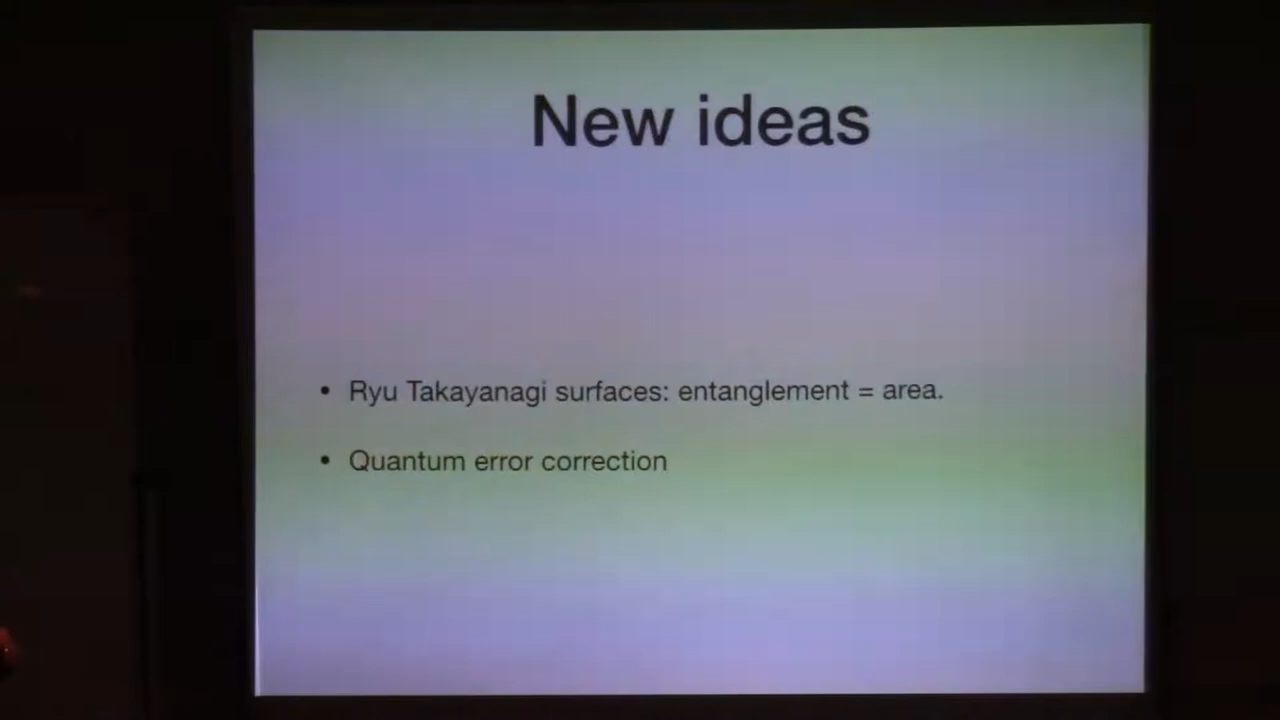 New ideas
• Ryu Takayanagi surfaces: entanglement = area.
• Quantum error correction